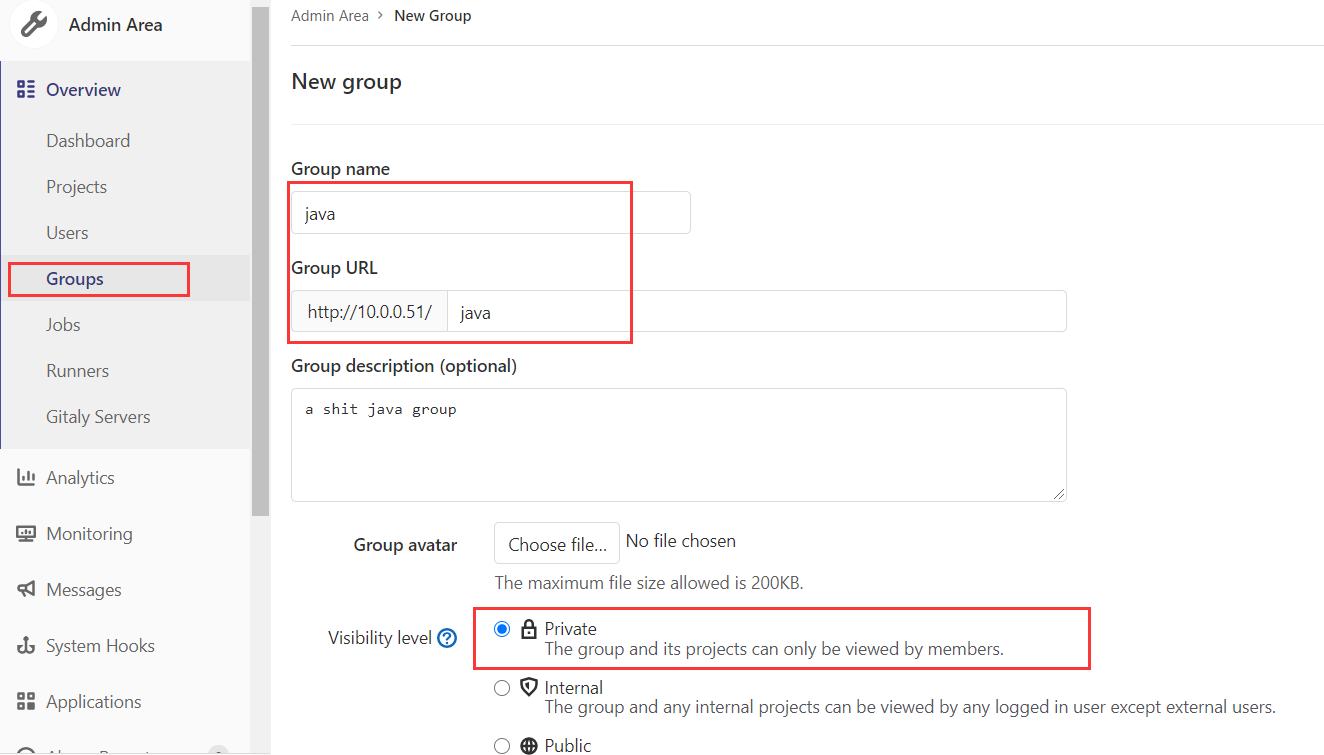 Admin Area
Overview
Dashboard
Projects
Users
Groups
Jobs
Runners
Gitaly Servers
Analytics
Monitoring
Messages
System Hooks
Applications
Admin Area > New Group
New group
Group name
java
Group URL
http://10.0.0.51/ java
Group description (optional)
a shit java group
Group avatar Choose file... No file chosen
The maximum file size allowed is 200KB.
Visibility level ? Private
The group and its projects can only be viewed by members.
Internal
The group and any internal projects can be viewed by any logged in user except external users.
Public